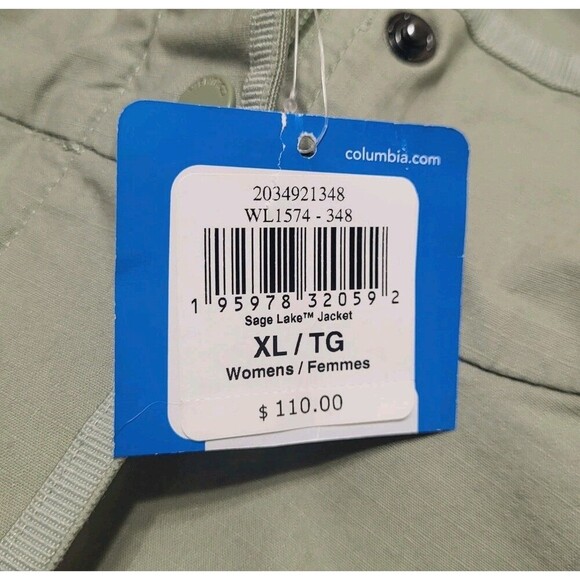 columbia.com
2034921348
WL1574 - 348
1 95978 32059 2
Sage Lake™ Jacket
XL / TG
Womens / Femmes
$ 110.00